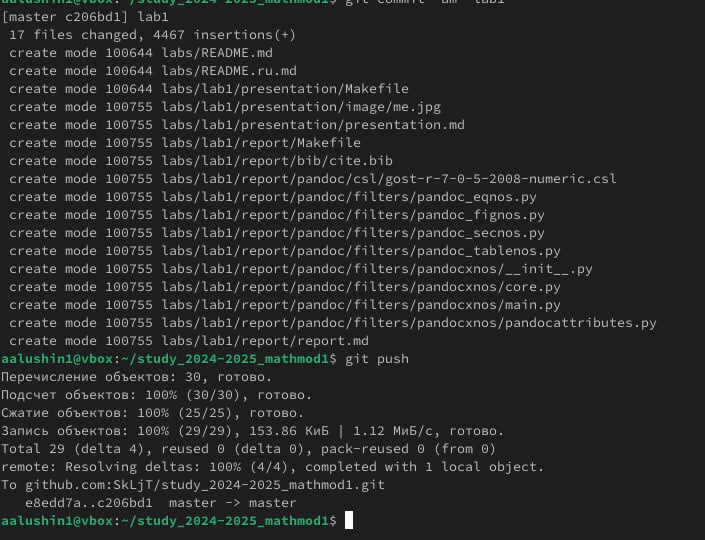 aalushin1@vbox:~/study_2024-2025_mathmod1$ git commit -am "lab1"
[master c206bd1] lab1
 17 files changed, 4467 insertions(+)
 create mode 100644 labs/README.md
 create mode 100644 labs/README.ru.md
 create mode 100644 labs/lab1/presentation/Makefile
 create mode 100755 labs/lab1/presentation/image/me.jpg
 create mode 100755 labs/lab1/presentation/presentation.md
 create mode 100755 labs/lab1/report/Makefile
 create mode 100755 labs/lab1/report/bib/cite.bib
 create mode 100755 labs/lab1/report/pandoc/csl/gost-r-7-0-5-2008-numeric.csl
 create mode 100755 labs/lab1/report/pandoc/filters/pandoc_eqnos.py
 create mode 100755 labs/lab1/report/pandoc/filters/pandoc_fignos.py
 create mode 100755 labs/lab1/report/pandoc/filters/pandoc_secnos.py
 create mode 100755 labs/lab1/report/pandoc/filters/pandoc_tablenos.py
 create mode 100755 labs/lab1/report/pandoc/filters/pandocxnos/__init__.py
 create mode 100755 labs/lab1/report/pandoc/filters/pandocxnos/core.py
 create mode 100755 labs/lab1/report/pandoc/filters/pandocxnos/main.py
 create mode 100755 labs/lab1/report/pandoc/filters/pandocxnos/pandocattributes.py
 create mode 100755 labs/lab1/report/report.md
aalushin1@vbox:~/study_2024-2025_mathmod1$ git push
Перечисление объектов: 30, готово.
Подсчет объектов: 100% (30/30), готово.
Сжатие объектов: 100% (25/25), готово.
Запись объектов: 100% (29/29), 153.86 КиБ | 1.12 МиБ/с, готово.
Total 29 (delta 4), reused 0 (delta 0), pack-reused 0 (from 0)
remote: Resolving deltas: 100% (4/4), completed with 1 local object.
To github.com:SkLjT/study_2024-2025_mathmod1.git
   e8edd7a..c206bd1  master -> master
aalushin1@vbox:~/study_2024-2025_mathmod1$